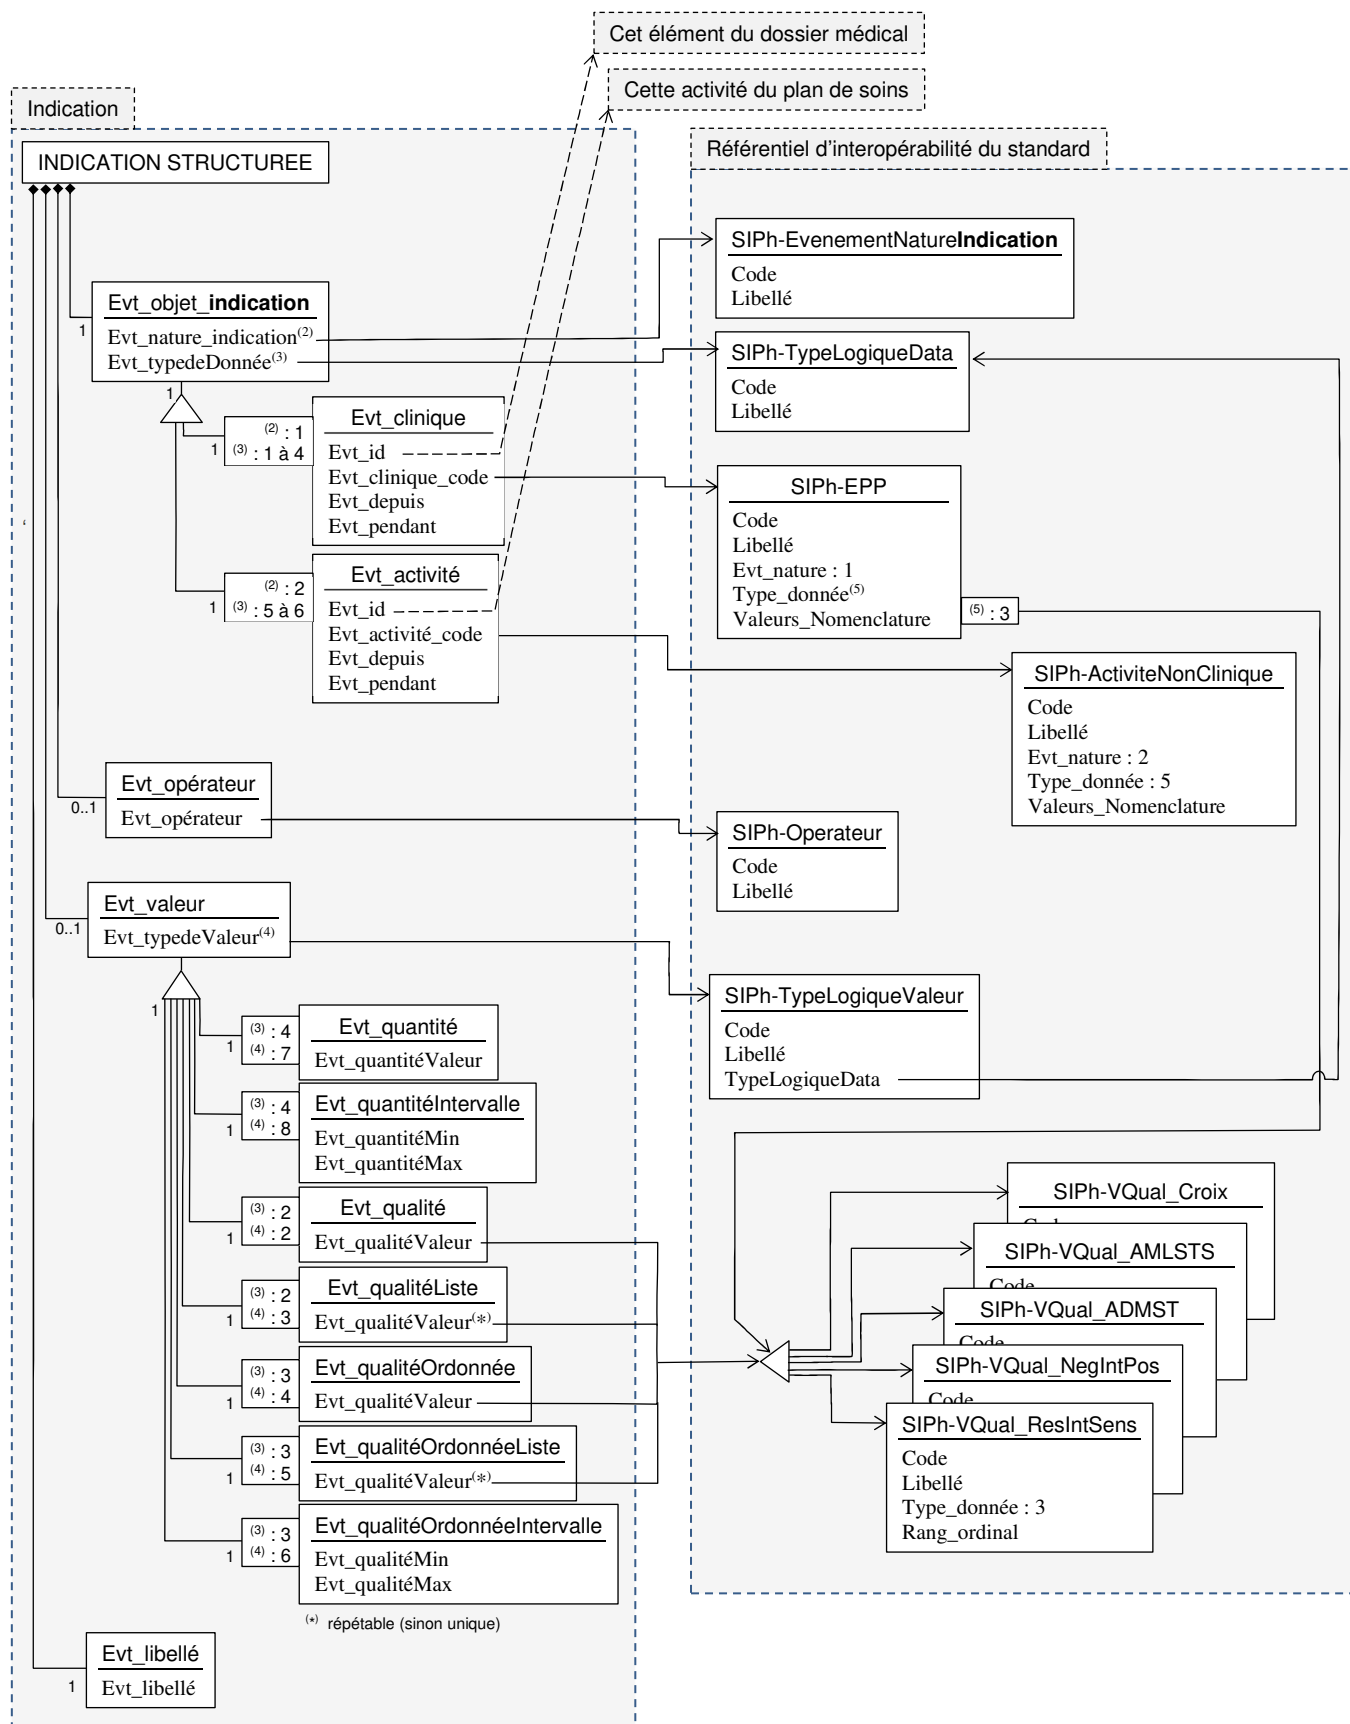 Cet élément du dossier médical
Cette activité du plan de soins
Indication
INDICATION STRUCTUREE
Référentiel d'interopérabilité du standard
SIPh-EvenementNatureIndication
Code
Libellé
Evt_objet_indication
Evt_nature_indication(2)
Evt_typedeDonnée(3)
1
1
SIPh-TypeLogiqueData
Code
Libellé
(2) : 1
(3) : 1 à 4
1
Evt_clinique
Evt_id
Evt_clinique_code
Evt_depuis
Evt_pendant
SIPh-EPP
Code
Libellé
Evt_nature : 1
Type_donnée(5)
Valeurs_Nomenclature
(5) : 3
‘
(2) : 2
(3) : 5 à 6
1
Evt_activité
Evt_id
Evt_activité_code
Evt_depuis
Evt_pendant
SIPh-ActiviteNonClinique
Code
Libellé
Evt_nature : 2
Type_donnée : 5
Valeurs_Nomenclature
Evt_opérateur
Evt_opérateur
0..1
SIPh-Operateur
Code
Libellé
Evt_valeur
Evt_typedeValeur(4)
0..1
1
SIPh-TypeLogiqueValeur
Code
Libellé
TypeLogiqueData
(3) : 4
(4) : 7
1
Evt_quantité
Evt_quantitéValeur
(3) : 4
(4) : 8
1
Evt_quantitéIntervalle
Evt_quantitéMin
Evt_quantitéMax
(3) : 2
(4) : 2
1
Evt_qualité
Evt_qualitéValeur
(3) : 2
(4) : 3
1
Evt_qualitéListe
Evt_qualitéValeur(*)
(3) : 3
(4) : 4
1
Evt_qualitéOrdonnée
Evt_qualitéValeur
(3) : 3
(4) : 5
1
Evt_qualitéOrdonnéeListe
Evt_qualitéValeur(*)
(3) : 3
(4) : 6
1
Evt_qualitéOrdonnéeIntervalle
Evt_qualitéMin
Evt_qualitéMax
(*) répétable (sinon unique)
SIPh-VQual_Croix
Code
SIPh-VQual_AMLSTS
Code
SIPh-VQual_ADMST
Code
SIPh-VQual_NegIntPos
Code
SIPh-VQual_ResIntSens
Code
Libellé
Type_donnée : 3
Rang_ordinal
Evt_libellé
Evt_libellé
1